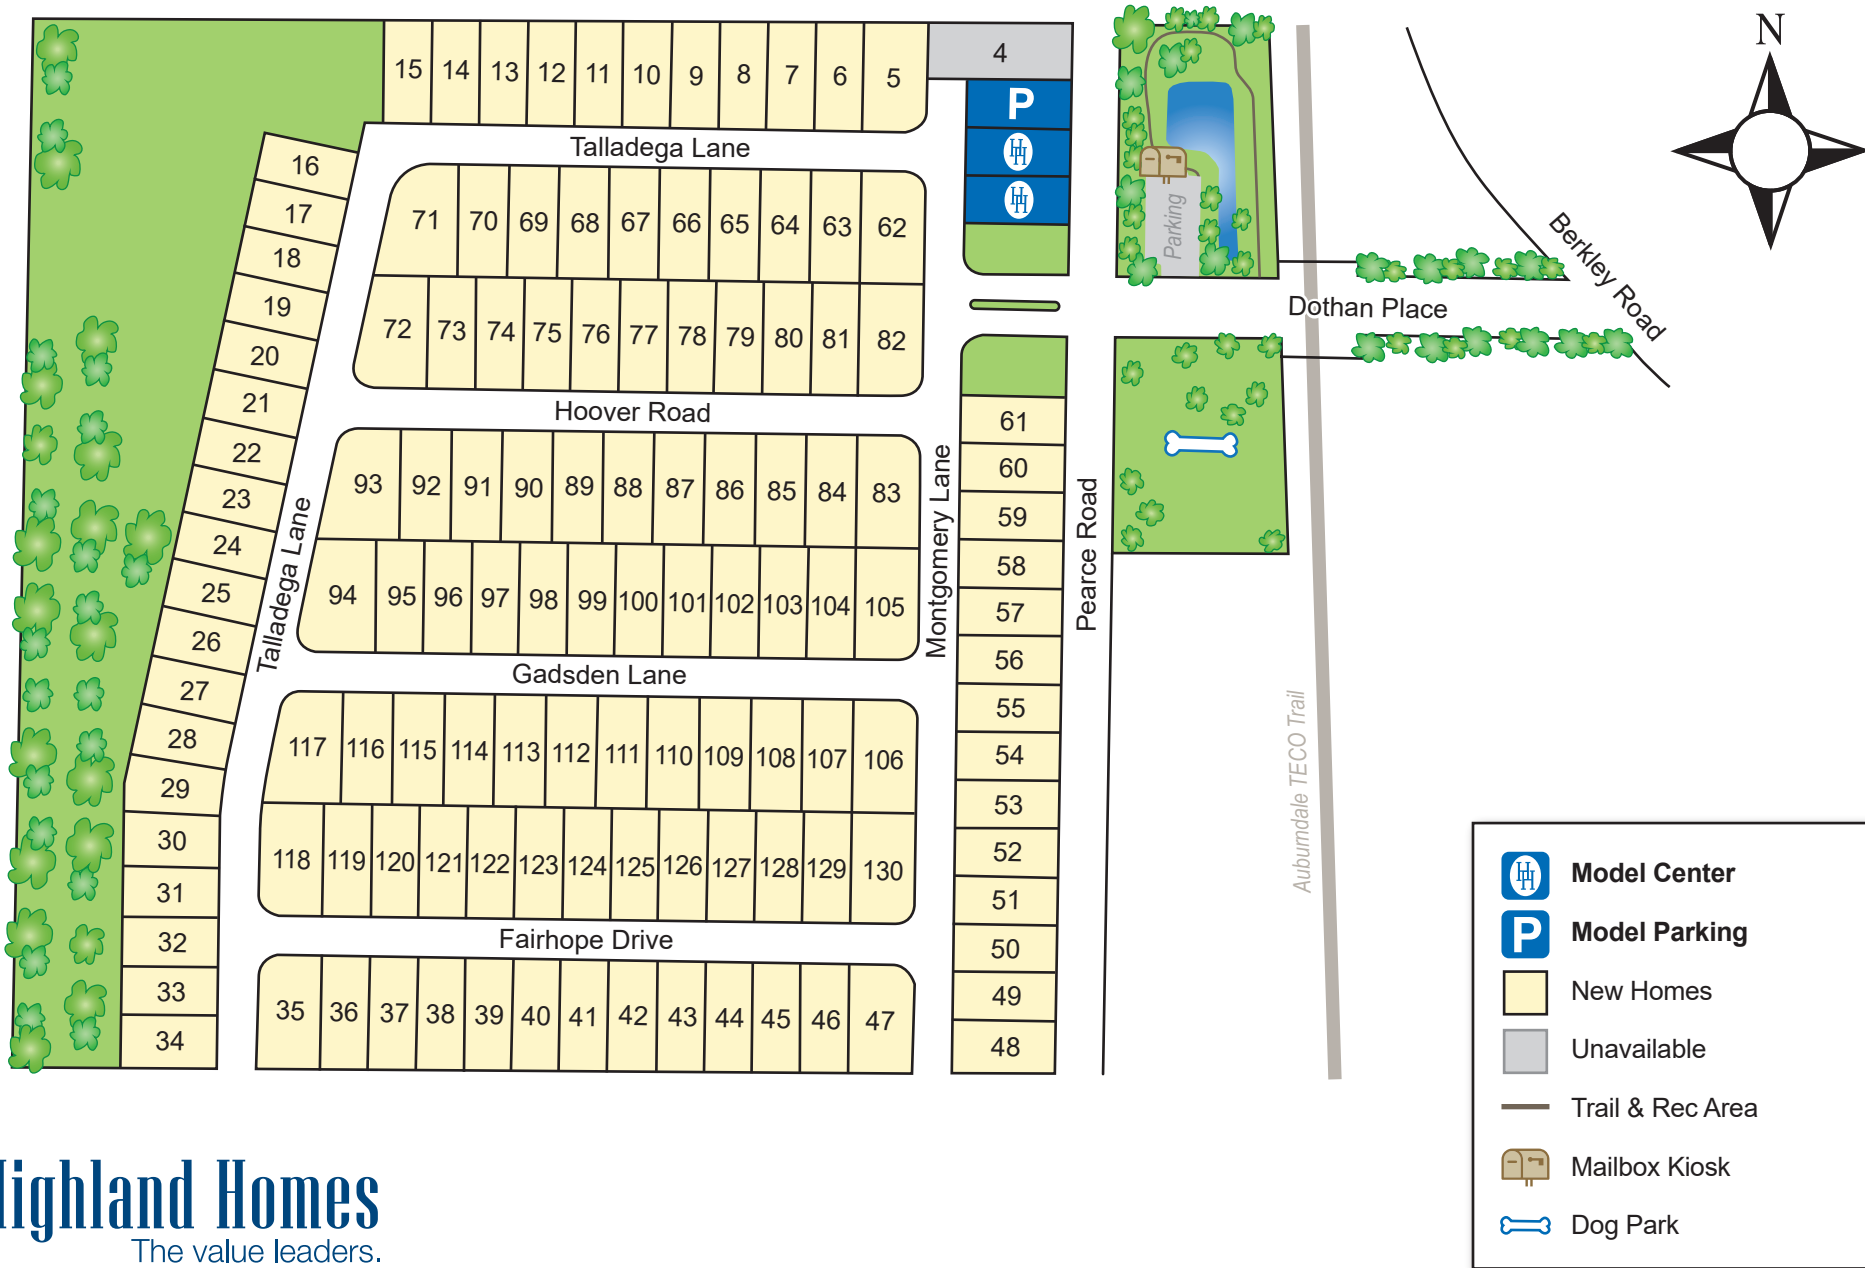 N
15 14 13 12 11 10 9 8 7 6 5 4
P
Talladega Lane
HH
HH
16
17
18
19
20
21
22
23
24
25
26
27
28
29
30
31
32
33
34
71 70 69 68 67 66 65 64 63 62
72 73 74 75 76 77 78 79 80 81 82
Hoover Road
93 92 91 90 89 88 87 86 85 84 83
94 95 96 97 98 99 100 101 102 103 104 105
Talladega Lane
Gadsden Lane
117 116 115 114 113 112 111 110 109 108 107 106
118 119 120 121 122 123 124 125 126 127 128 129 130
Fairhope Drive
35 36 37 38 39 40 41 42 43 44 45 46 47
Montgomery Lane
61
60
59
58
57
56
55
54
53
52
51
50
49
48
Pearce Road
Parking
Dothan Place
Berkley Road
Auburndale TECO Trail
HH Model Center
P Model Parking
New Homes
Unavailable
Trail & Rec Area
Mailbox Kiosk
Dog Park
Highland Homes
The value leaders.